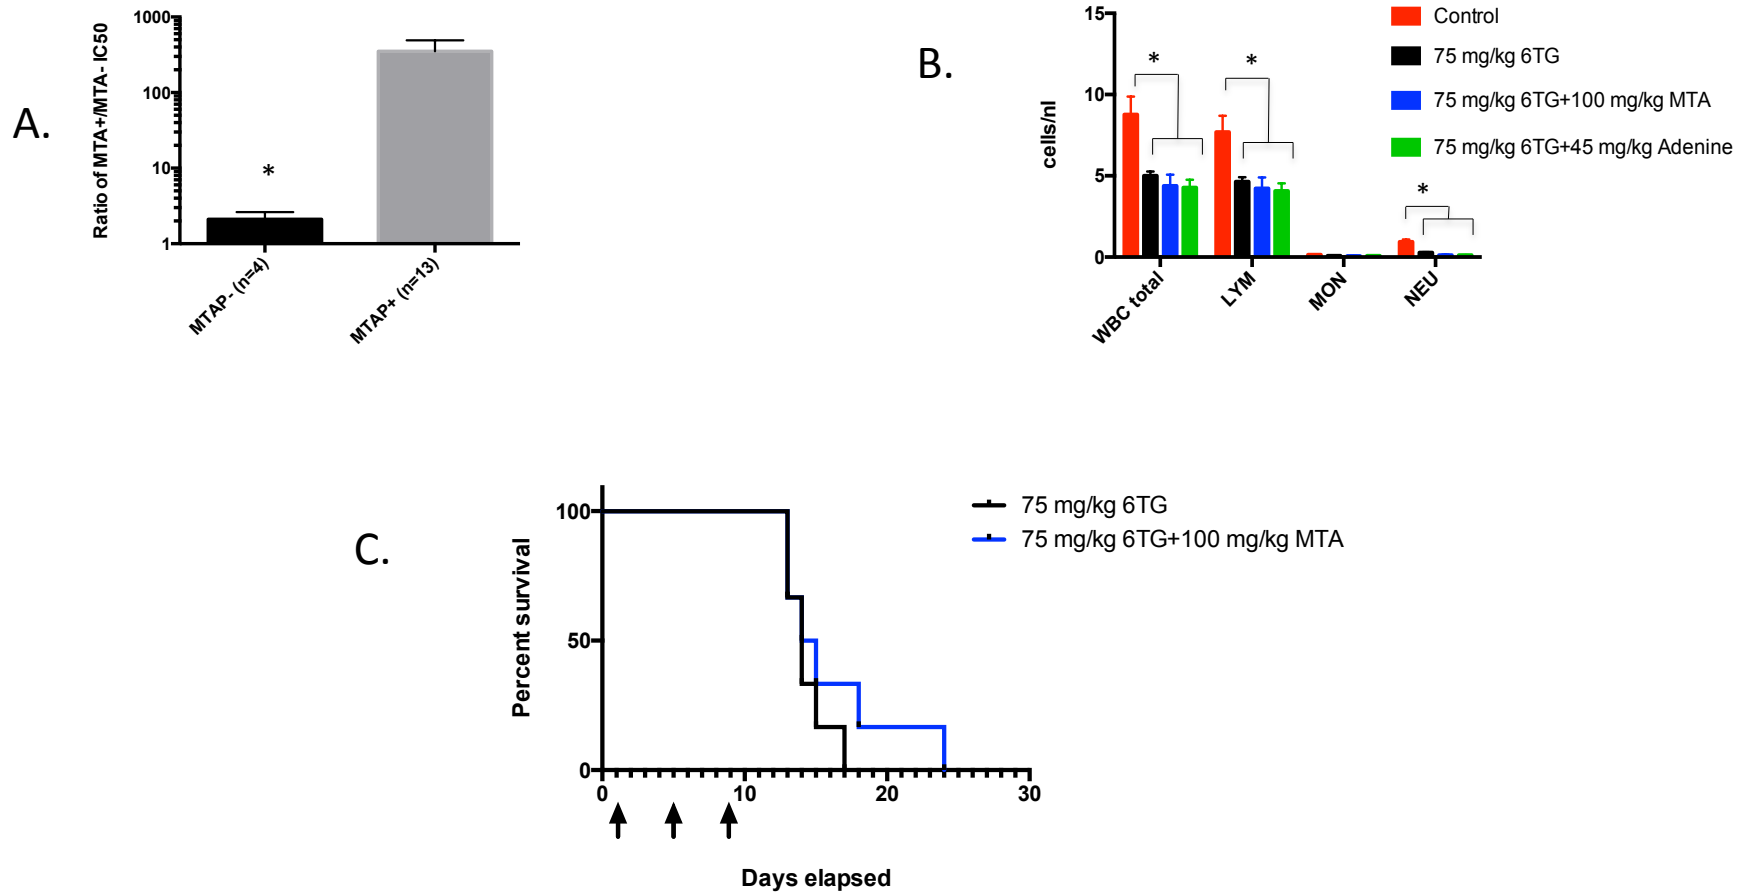 A.
Ratio of MTA+/MTA- IC50
1000
100
10
1
*
MTAP- (n=4)
MTAP+ (n=13)
B.
cells/nl
15
10
5
0
*
*
*
WBC total
LYM
MON
NEU
Control
75 mg/kg 6TG
75 mg/kg 6TG+100 mg/kg MTA
75 mg/kg 6TG+45 mg/kg Adenine
C.
Percent survival
100
50
0
0
10
20
30
Days elapsed
75 mg/kg 6TG
75 mg/kg 6TG+100 mg/kg MTA